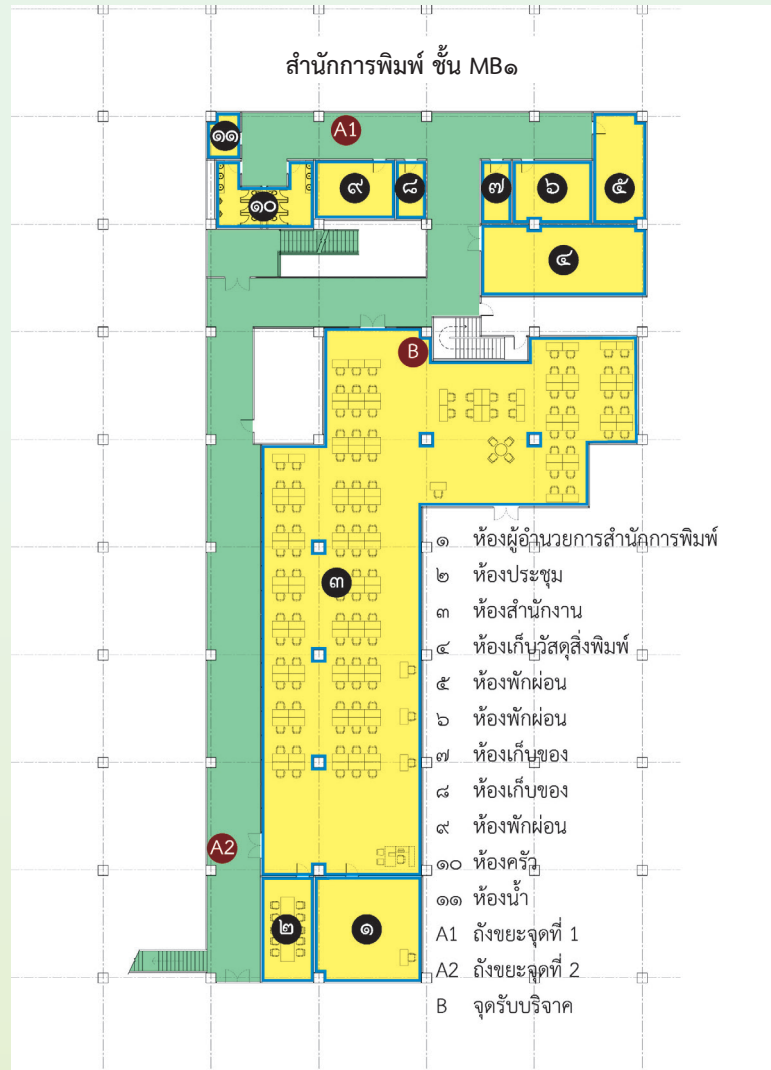 สำนักการพิมพ์ ชั้น MB๑
๑๑
A1
๙
๘
๗
๖
๕
๑๐
๔
B
๓
A2
๒
๑
๑ ห้องผู้อำนวยการสำนักการพิมพ์
๒ ห้องประชุม
๓ ห้องสำนักงาน
๔ ห้องเก็บวัสดุสิ่งพิมพ์
๕ ห้องพักผ่อน
๖ ห้องพักผ่อน
๗ ห้องเก็บของ
๘ ห้องเก็บของ
๙ ห้องพักผ่อน
๑๐ ห้องครัว
๑๑ ห้องน้ำ
A1 ถังขยะจุดที่ 1
A2 ถังขยะจุดที่ 2
B จุดรับบริจาค